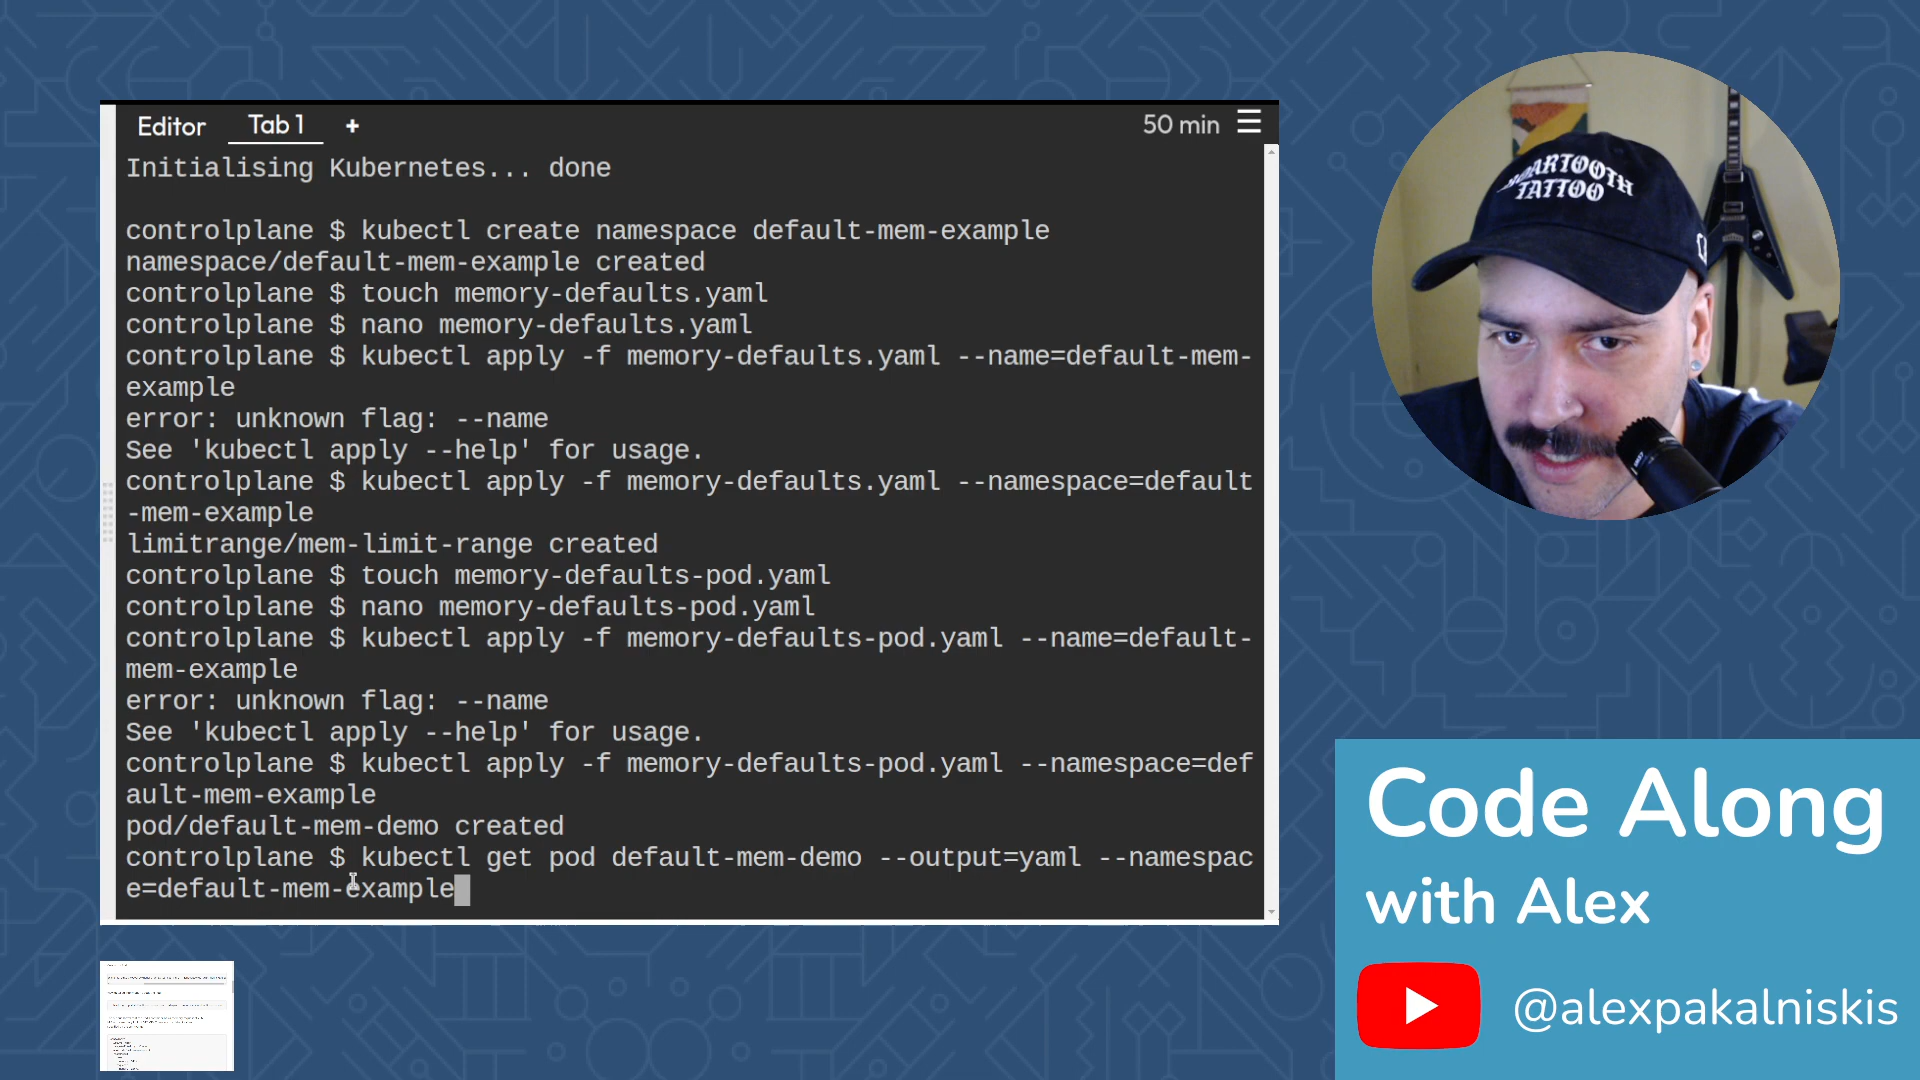 Editor Tab 1 + 50 min
Initialising Kubernetes... done
controlplane $ kubectl create namespace default-mem-example
namespace/default-mem-example created
controlplane $ touch memory-defaults.yaml
controlplane $ nano memory-defaults.yaml
controlplane $ kubectl apply -f memory-defaults.yaml --name=default-mem-
example
error: unknown flag: --name
See 'kubectl apply --help' for usage.
controlplane $ kubectl apply -f memory-defaults.yaml --namespace=default
-mem-example
limitrange/mem-limit-range created
controlplane $ touch memory-defaults-pod.yaml
controlplane $ nano memory-defaults-pod.yaml
controlplane $ kubectl apply -f memory-defaults-pod.yaml --name=default-
mem-example
error: unknown flag: --name
See 'kubectl apply --help' for usage.
controlplane $ kubectl apply -f memory-defaults-pod.yaml --namespace=def
ault-mem-example
pod/default-mem-demo created
controlplane $ kubectl get pod default-mem-demo --output=yaml --namespac
e=default-mem-example
TATTOO
Code Along
with Alex
@alexpakalniskis